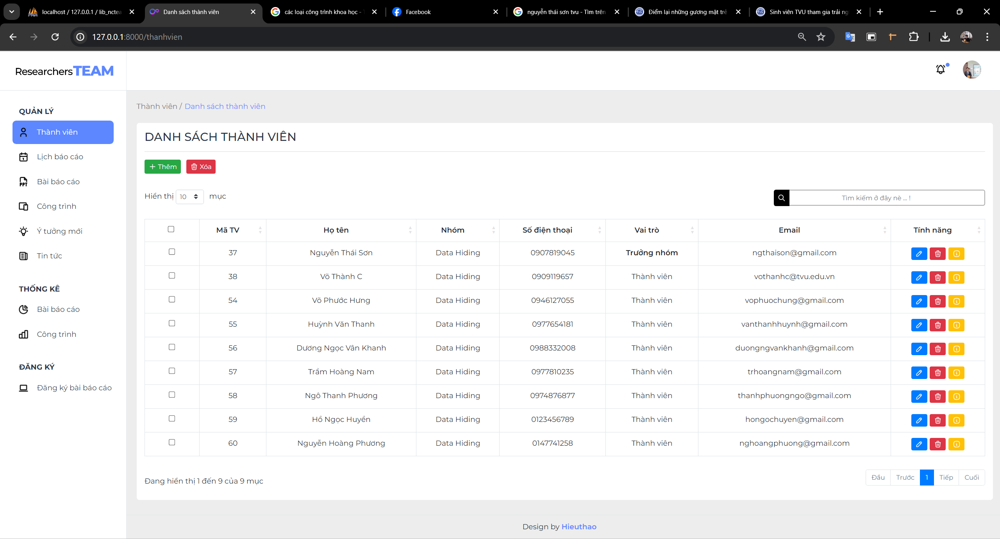 localhost / 127.0.0.1 / lib_nctea
Danh sách thành viên
các loại công trình khoa học -
Facebook
nguyễn thái sơn tvu - Tìm trên
Điểm lại những gương mặt trẻ
Sinh viên TVU tham gia trải ng
127.0.0.1:8000/thanhvien
ResearchersTEAM
QUẢN LÝ
Thành viên
Lịch báo cáo
Bài báo cáo
Công trình
Ý tưởng mới
Tin tức
THỐNG KÊ
Bài báo cáo
Công trình
ĐĂNG KÝ
Đăng ký bài báo cáo
Thành viên / Danh sách thành viên
DANH SÁCH THÀNH VIÊN
Thêm Xóa
Hiển thị 10 mục
Tìm kiếm ở đây nè ... !
Mã TV Họ tên Nhóm Số điện thoại Vai trò Email Tính năng
37 Nguyễn Thái Sơn Data Hiding 0907819045 Trưởng nhóm ngthaison@gmail.com
38 Võ Thành C Data Hiding 0909119657 Thành viên vothanhc@tvu.edu.vn
54 Võ Phước Hưng Data Hiding 0946127055 Thành viên vophuochung@gmail.com
55 Huỳnh Văn Thanh Data Hiding 0977654181 Thành viên vanthanhhuynh@gmail.com
56 Dương Ngọc Vân Khanh Data Hiding 0988332008 Thành viên duongngvankhanh@gmail.com
57 Trầm Hoàng Nam Data Hiding 0977810235 Thành viên trhoangnam@gmail.com
58 Ngô Thanh Phương Data Hiding 0974876877 Thành viên thanhphuongngo@gmail.com
59 Hồ Ngọc Huyền Data Hiding 0123456789 Thành viên hongochuyen@gmail.com
60 Nguyễn Hoàng Phương Data Hiding 0147741258 Thành viên nghoangphuong@gmail.com
Đang hiển thị 1 đến 9 của 9 mục
Đầu Trước 1 Tiếp Cuối
Design by Hieuthao